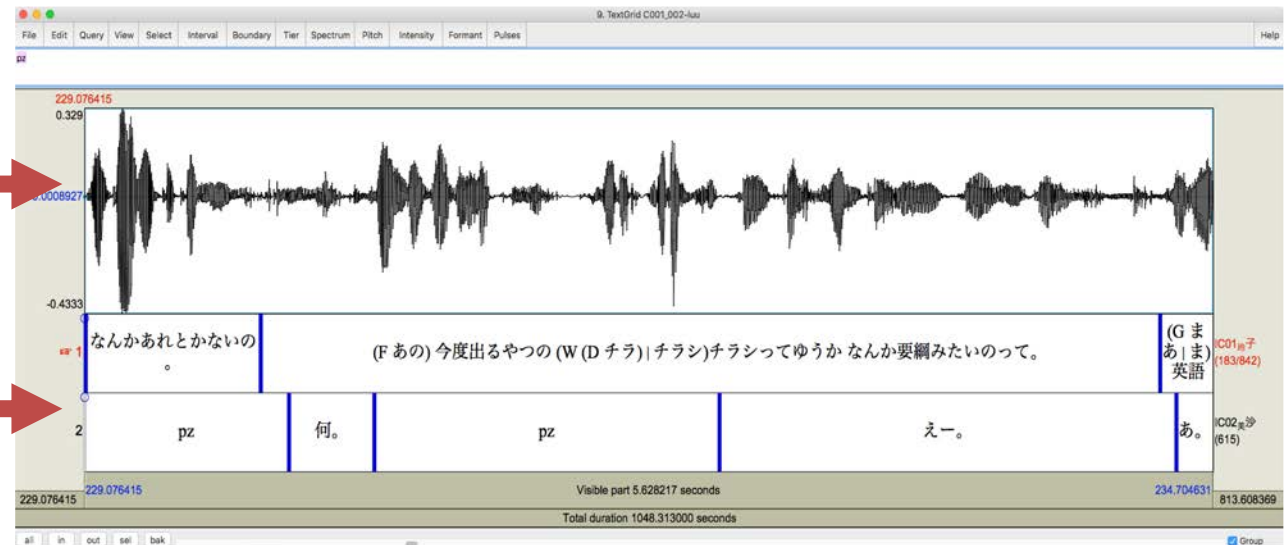 9. TextGrid C001_002-luu
File Edit Query View Select Interval Boundary Tier Spectrum Pitch Intensity Formant Pulses Help
pz
229.076415
0.329
0.0008927
-0.4333
1
なんかあれとかないの
。
(F あの) 今度出るやつの (W (D チラ) | チラシ)チラシってゆうか なんか要綱みたいのって。
(G ま
あ | ま)
英語
(183/842)
2
pz
何。
pz
えー。
あ。
(615)
229.076415
229.076415
Visible part 5.628217 seconds
234.704631
813.608369
Total duration 1048.313000 seconds
all in out sel bak
Group